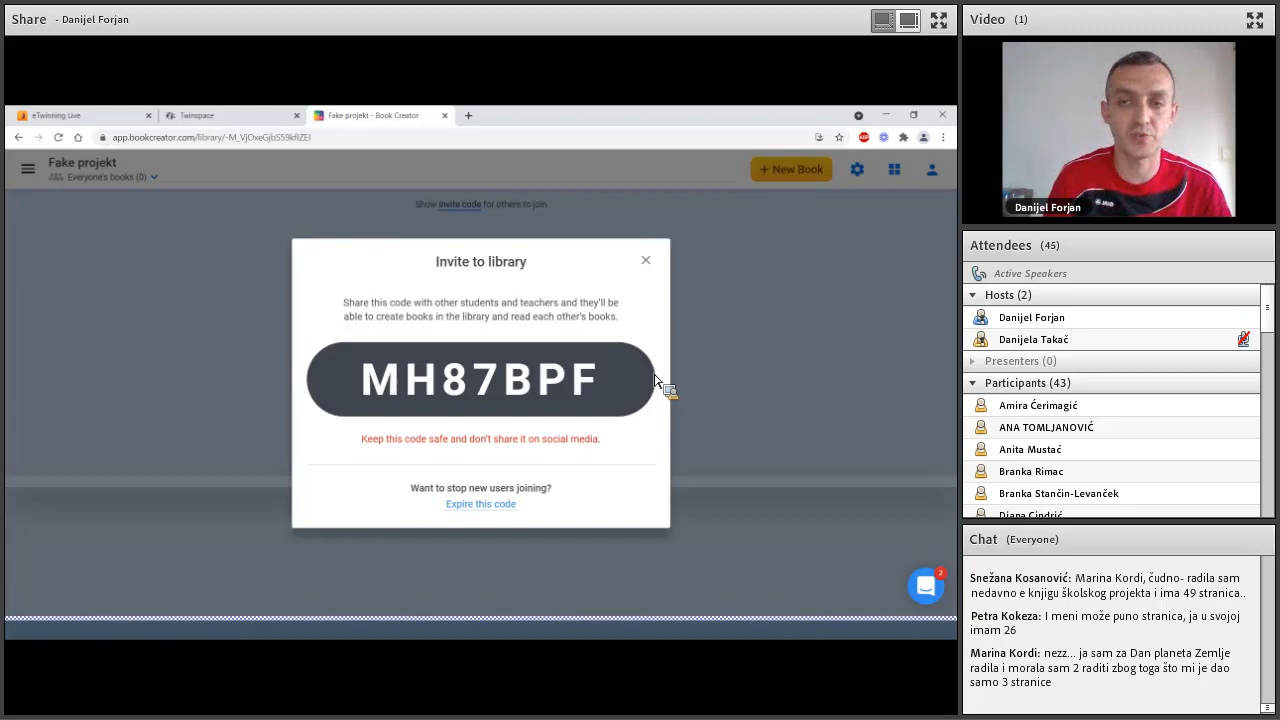 Share - Danijel Forjan
eTwinning Live
Twinspace
Fake projekt - Book Creator
app.bookcreator.com/library/-M_VjOxeGjbS59kfIZEI
Fake projekt
Everyone's books (0)
+ New Book
Show invite code for others to join
Invite to library
Share this code with other students and teachers and they'll be
able to create books in the library and read each other's books.
MH87BPF
Keep this code safe and don't share it on social media.
Want to stop new users joining?
Expire this code
2
Video (1)
Danijel Forjan
Attendees (45)
Active Speakers
Hosts (2)
Danijel Forjan
Danijela Takač
Presenters (0)
Participants (43)
Amira Ćerimagić
ANA TOMLJANOVIĆ
Anita Mustać
Branka Rimac
Branka Stančin-Levanček
Diana Cindrić
Chat (Everyone)
Snežana Kosanović: Marina Kordi, čudno- radila sam
nedavno e knjigu školskog projekta i ima 49 stranica..
Petra Kokeza: I meni može puno stranica, ja u svojoj
imam 26
Marina Kordi: nezz... ja sam za Dan planeta Zemlje
radila i morala sam 2 raditi zbog toga što mi je dao
samo 3 stranice